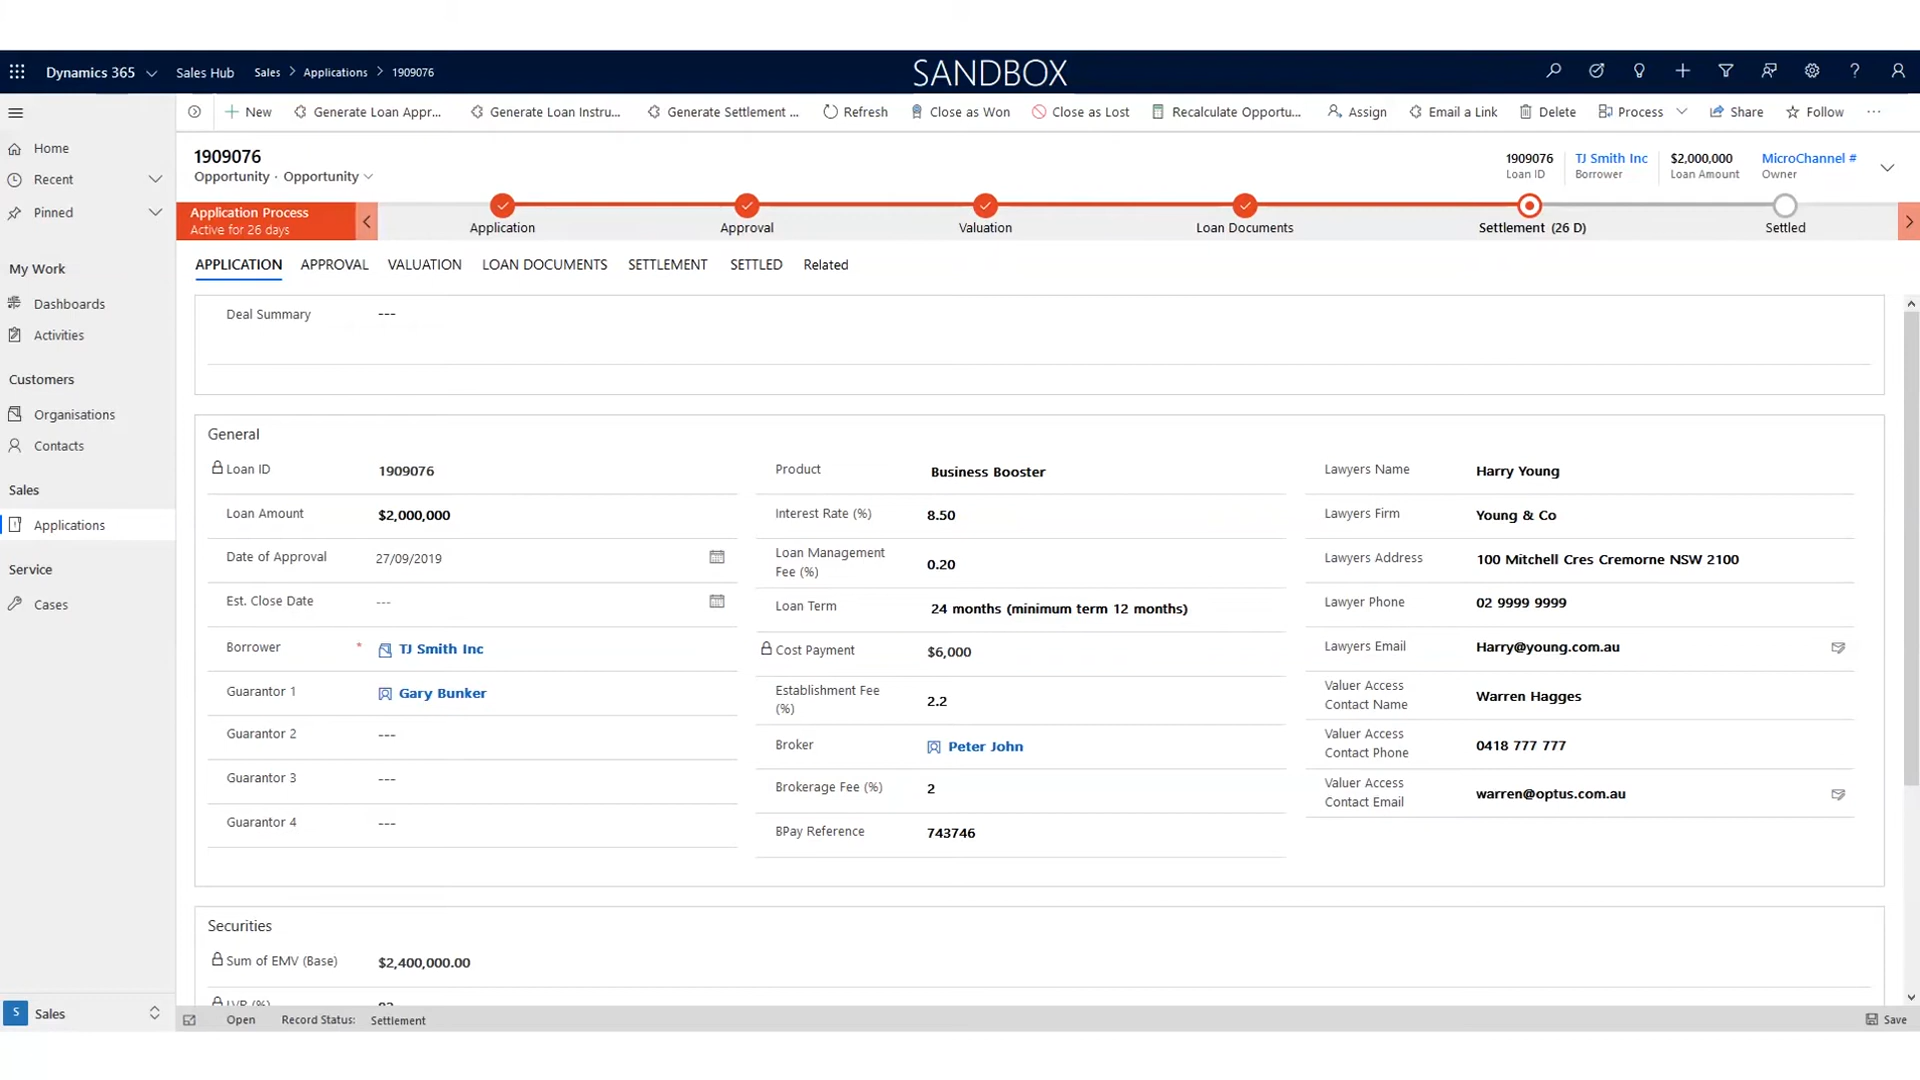 Dynamics 365 Sales Hub Sales > Applications > 1909076 SANDBOX
New Generate Loan Appr... Generate Loan Instru... Generate Settlement ... Refresh Close as Won Close as Lost Recalculate Opportu... Assign Email a Link Delete Process Share Follow ...
Home
Recent
Pinned
My Work
Dashboards
Activities
Customers
Organisations
Contacts
Sales
Applications
Service
Cases
S Sales
1909076
Opportunity · Opportunity
1909076
Loan ID
TJ Smith Inc
Borrower
$2,000,000
Loan Amount
MicroChannel #
Owner
Application Process
Active for 26 days
Application
Approval
Valuation
Loan Documents
Settlement (26 D)
Settled
APPLICATION APPROVAL VALUATION LOAN DOCUMENTS SETTLEMENT SETTLED Related
Deal Summary ---
General
Loan ID 1909076
Loan Amount $2,000,000
Date of Approval 27/09/2019
Est. Close Date ---
Borrower * TJ Smith Inc
Guarantor 1 Gary Bunker
Guarantor 2 ---
Guarantor 3 ---
Guarantor 4 ---
Product Business Booster
Interest Rate (%) 8.50
Loan Management
Fee (%) 0.20
Loan Term 24 months (minimum term 12 months)
Cost Payment $6,000
Establishment Fee
(%) 2.2
Broker Peter John
Brokerage Fee (%) 2
BPay Reference 743746
Lawyers Name Harry Young
Lawyers Firm Young & Co
Lawyers Address 100 Mitchell Cres Cremorne NSW 2100
Lawyer Phone 02 9999 9999
Lawyers Email Harry@young.com.au
Valuer Access
Contact Name Warren Hagges
Valuer Access
Contact Phone 0418 777 777
Valuer Access
Contact Email warren@optus.com.au
Securities
Sum of EMV (Base) $2,400,000.00
Open Record Status: Settlement Save